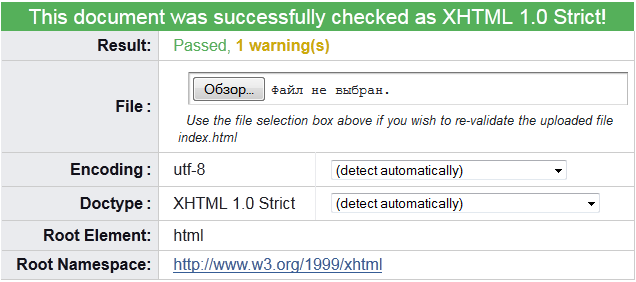 This document was successfully checked as XHTML 1.0 Strict!
Result: Passed, 1 warning(s)
File : Обзор... Файл не выбран.
Use the file selection box above if you wish to re-validate the uploaded file
index.html
Encoding : utf-8 (detect automatically)
Doctype : XHTML 1.0 Strict (detect automatically)
Root Element: html
Root Namespace: http://www.w3.org/1999/xhtml